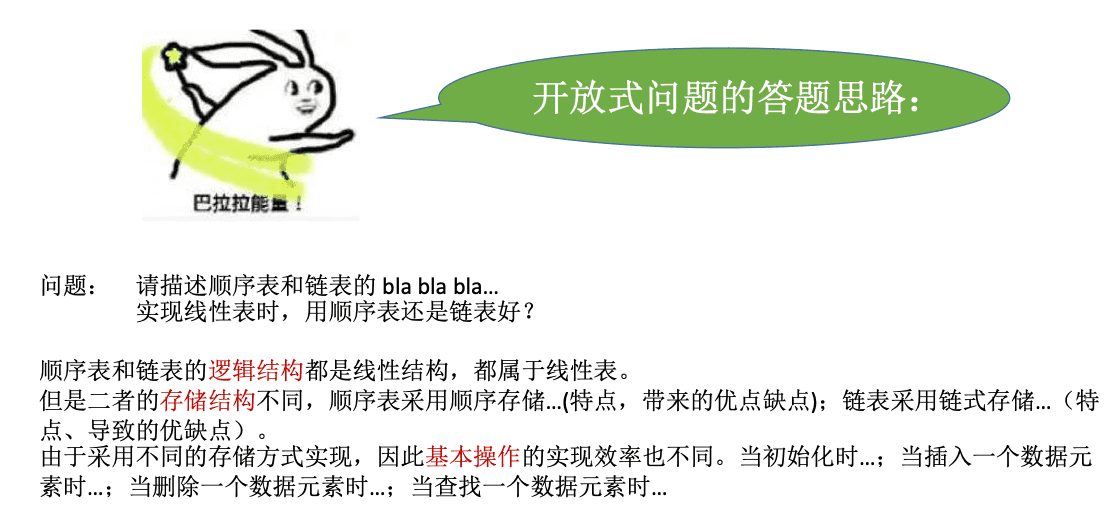 开放式问题的答题思路：
巴拉拉能量！
问题： 请描述顺序表和链表的 bla bla bla...
实现线性表时，用顺序表还是链表好？
顺序表和链表的逻辑结构都是线性结构，都属于线性表。
但是二者的存储结构不同，顺序表采用顺序存储...(特点，带来的优点缺点)；链表采用链式存储...（特
点、导致的优缺点）。
由于采用不同的存储方式实现，因此基本操作的实现效率也不同。当初始化时...；当插入一个数据元
素时...；当删除一个数据元素时...；当查找一个数据元素时...